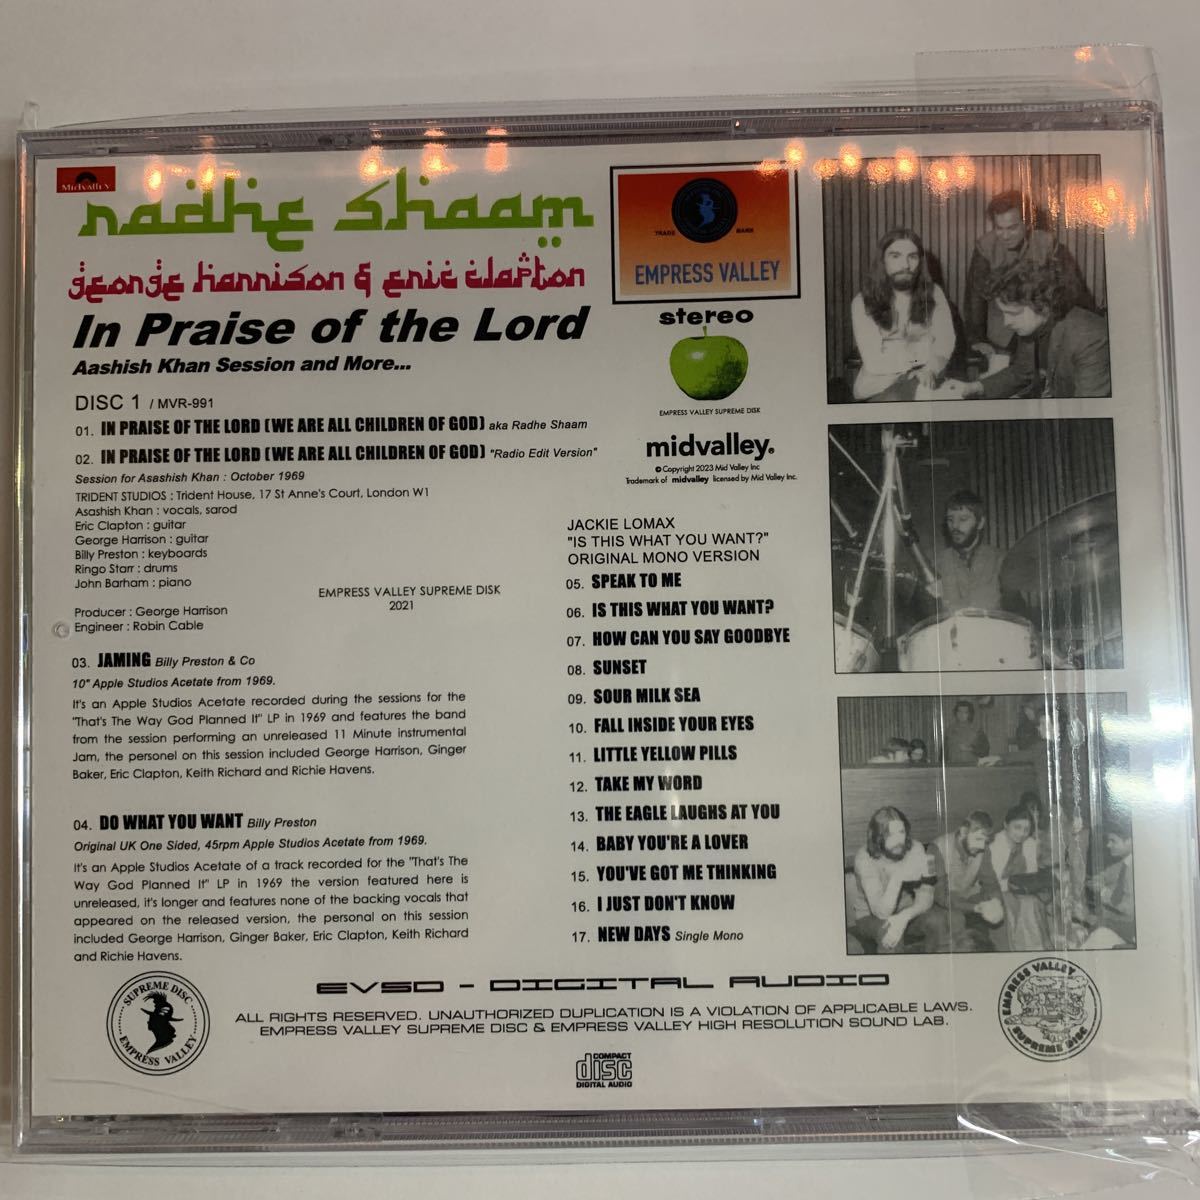 Midvalley
Radhe Shaam
george harrison & eric clapton
In Praise of the Lord
Aashish Khan Session and More...
DISC 1 / MVR-991
01. IN PRAISE OF THE LORD (WE ARE ALL CHILDREN OF GOD) aka Radhe Shaam
02. IN PRAISE OF THE LORD (WE ARE ALL CHILDREN OF GOD) "Radio Edit Version"
Session for Asashish Khan : October 1969
TRIDENT STUDIOS : Trident House, 17 St Anne's Court, London W1
Asashish Khan : vocals, sarod
Eric Clapton : guitar
George Harrison : guitar
Billy Preston : keyboards
Ringo Starr : drums
John Barham : piano
Producer : George Harrison
Engineer : Robin Cable
EMPRESS VALLEY SUPREME DISK
2021
03. JAMING Billy Preston & Co
10" Apple Studios Acetate from 1969.
It's an Apple Studios Acetate recorded during the sessions for the
"That's The Way God Planned It" LP in 1969 and features the band
from the session performing an unreleased 11 Minute instrumental
Jam, the personel on this session included George Harrison, Ginger
Baker, Eric Clapton, Keith Richard and Richie Havens.
04. DO WHAT YOU WANT Billy Preston
Original UK One Sided, 45rpm Apple Studios Acetate from 1969.
It's an Apple Studios Acetate of a track recorded for the "That's The
Way God Planned It" LP in 1969 the version featured here is
unreleased, it's longer and features none of the backing vocals that
appeared on the released version, the personal on this session
included George Harrison, Ginger Baker, Eric Clapton, Keith Richard
and Richie Havens.
TRADE MARK
EMPRESS VALLEY
stereo
EMPRESS VALLEY SUPREME DISK
midvalley®
© Copyright 2023 Mid Valley Inc
Trademark of midvalley licensed by Mid Valley Inc.
JACKIE LOMAX
"IS THIS WHAT YOU WANT?"
ORIGINAL MONO VERSION
05. SPEAK TO ME
06. IS THIS WHAT YOU WANT?
07. HOW CAN YOU SAY GOODBYE
08. SUNSET
09. SOUR MILK SEA
10. FALL INSIDE YOUR EYES
11. LITTLE YELLOW PILLS
12. TAKE MY WORD
13. THE EAGLE LAUGHS AT YOU
14. BABY YOU'RE A LOVER
15. YOU'VE GOT ME THINKING
16. I JUST DON'T KNOW
17. NEW DAYS Single Mono
EVSD - DIGITAL AUDIO
ALL RIGHTS RESERVED. UNAUTHORIZED DUPLICATION IS A VIOLATION OF APPLICABLE LAWS.
EMPRESS VALLEY SUPREME DISC & EMPRESS VALLEY HIGH RESOLUTION SOUND LAB.
SUPREME DISC
EMPRESS VALLEY
EMPRESS VALLEY
SUPREME DISC
COMPACT
disc
DIGITAL AUDIO